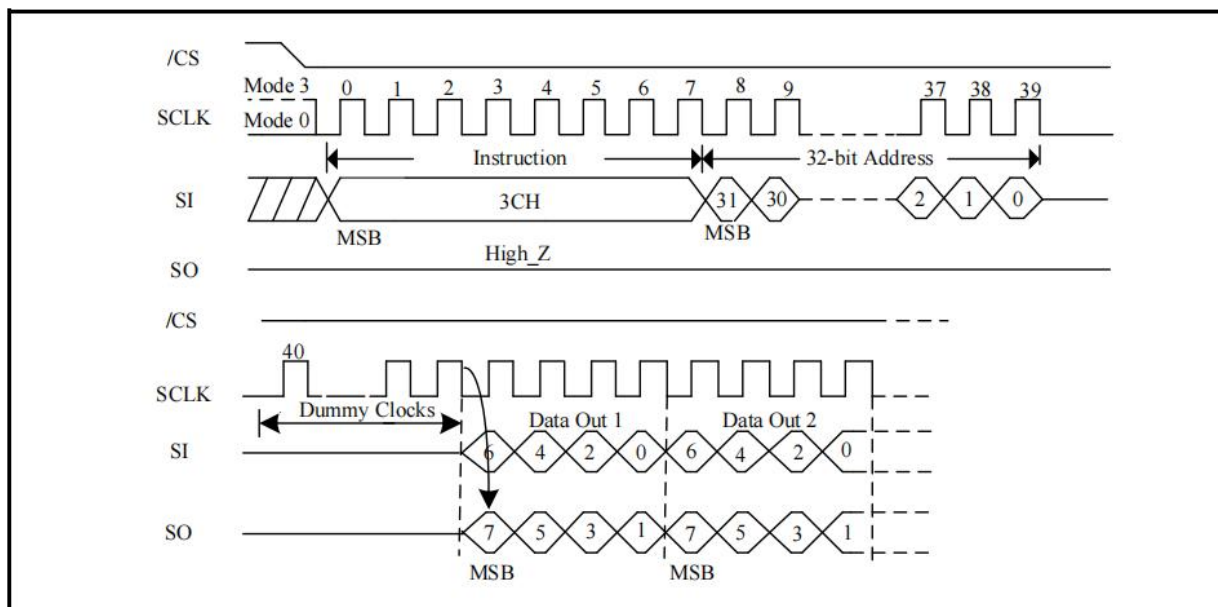 /CS
Mode 3 0 1 2 3 4 5 6 7 8 9 37 38 39
SCLK Mode 0
Instruction 32-bit Address
SI 3CH 31 30 2 1 0
MSB MSB
High_Z
SO
/CS
40
SCLK
Dummy Clocks Data Out 1 Data Out 2
SI 6 4 2 0 6 4 2 0
SO 7 5 3 1 7 5 3 1
MSB MSB